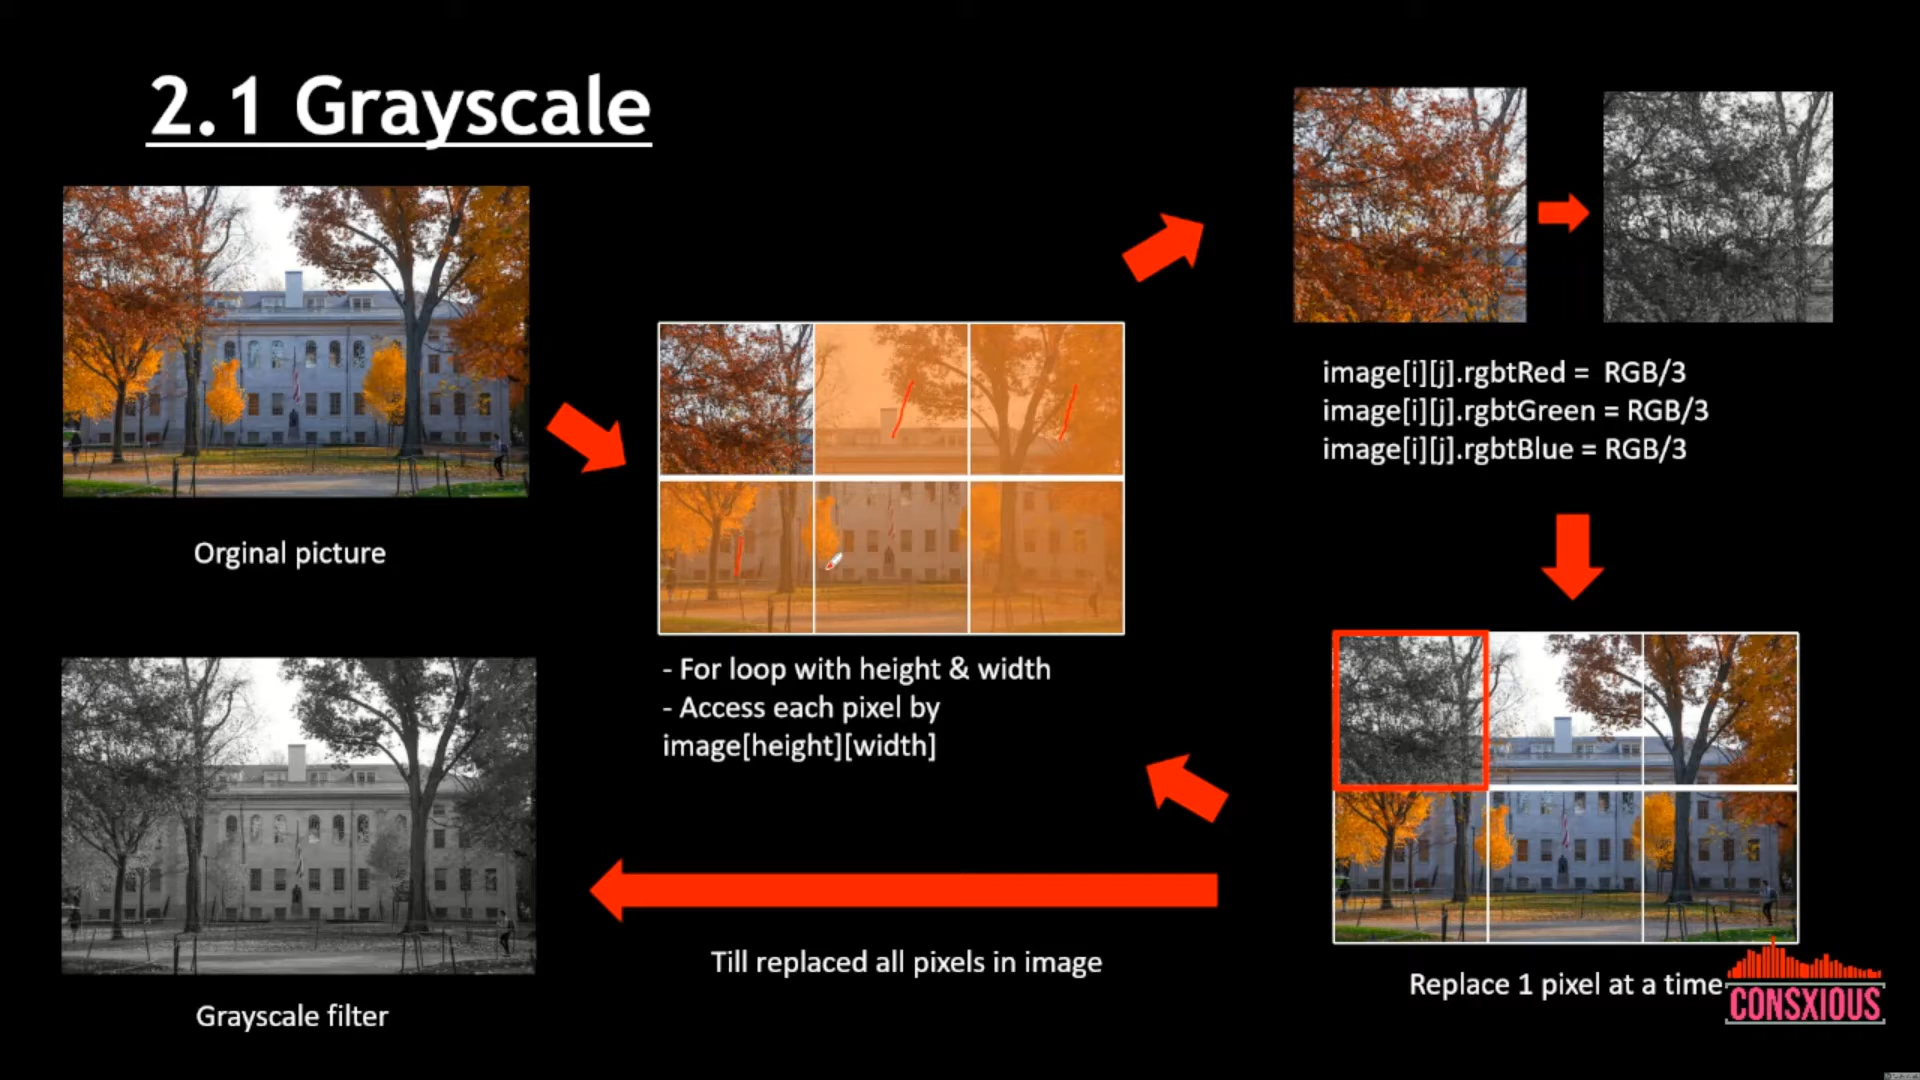 2.1 Grayscale
image[i][j].rgbtRed =  RGB/3
image[i][j].rgbtGreen = RGB/3
image[i][j].rgbtBlue = RGB/3
Orginal picture
- For loop with height & width
- Access each pixel by
image[height][width]
Till replaced all pixels in image
Replace 1 pixel at a time
CONSXIOUS
Grayscale filter